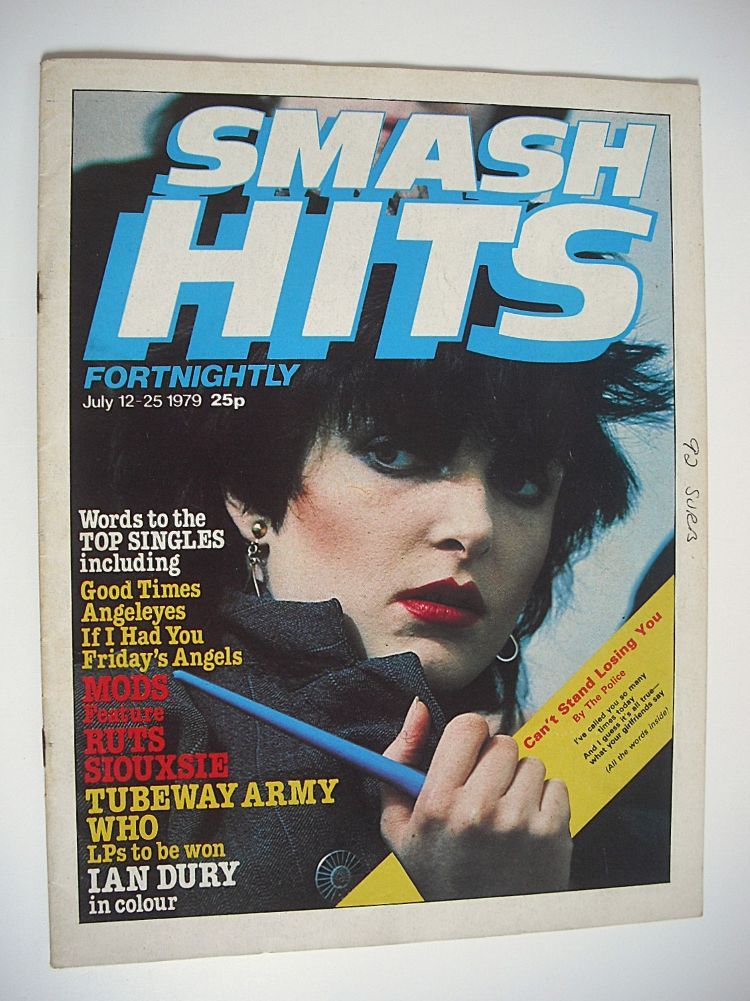 SMASH
HITS
FORTNIGHTLY
July 12-25 1979 25p
Words to the
TOP SINGLES
including
Good Times
Angeleyes
If I Had You
Friday's Angels
MODS
Feature
RUTS
SIOUXSIE
TUBEWAY ARMY
WHO
LPs to be won
IAN DURY
in colour
Can't Stand Losing You
By The Police
I've called you so many
times today
And I guess it's all true—
what your girlfriends say
(All the words inside)
92 SURB